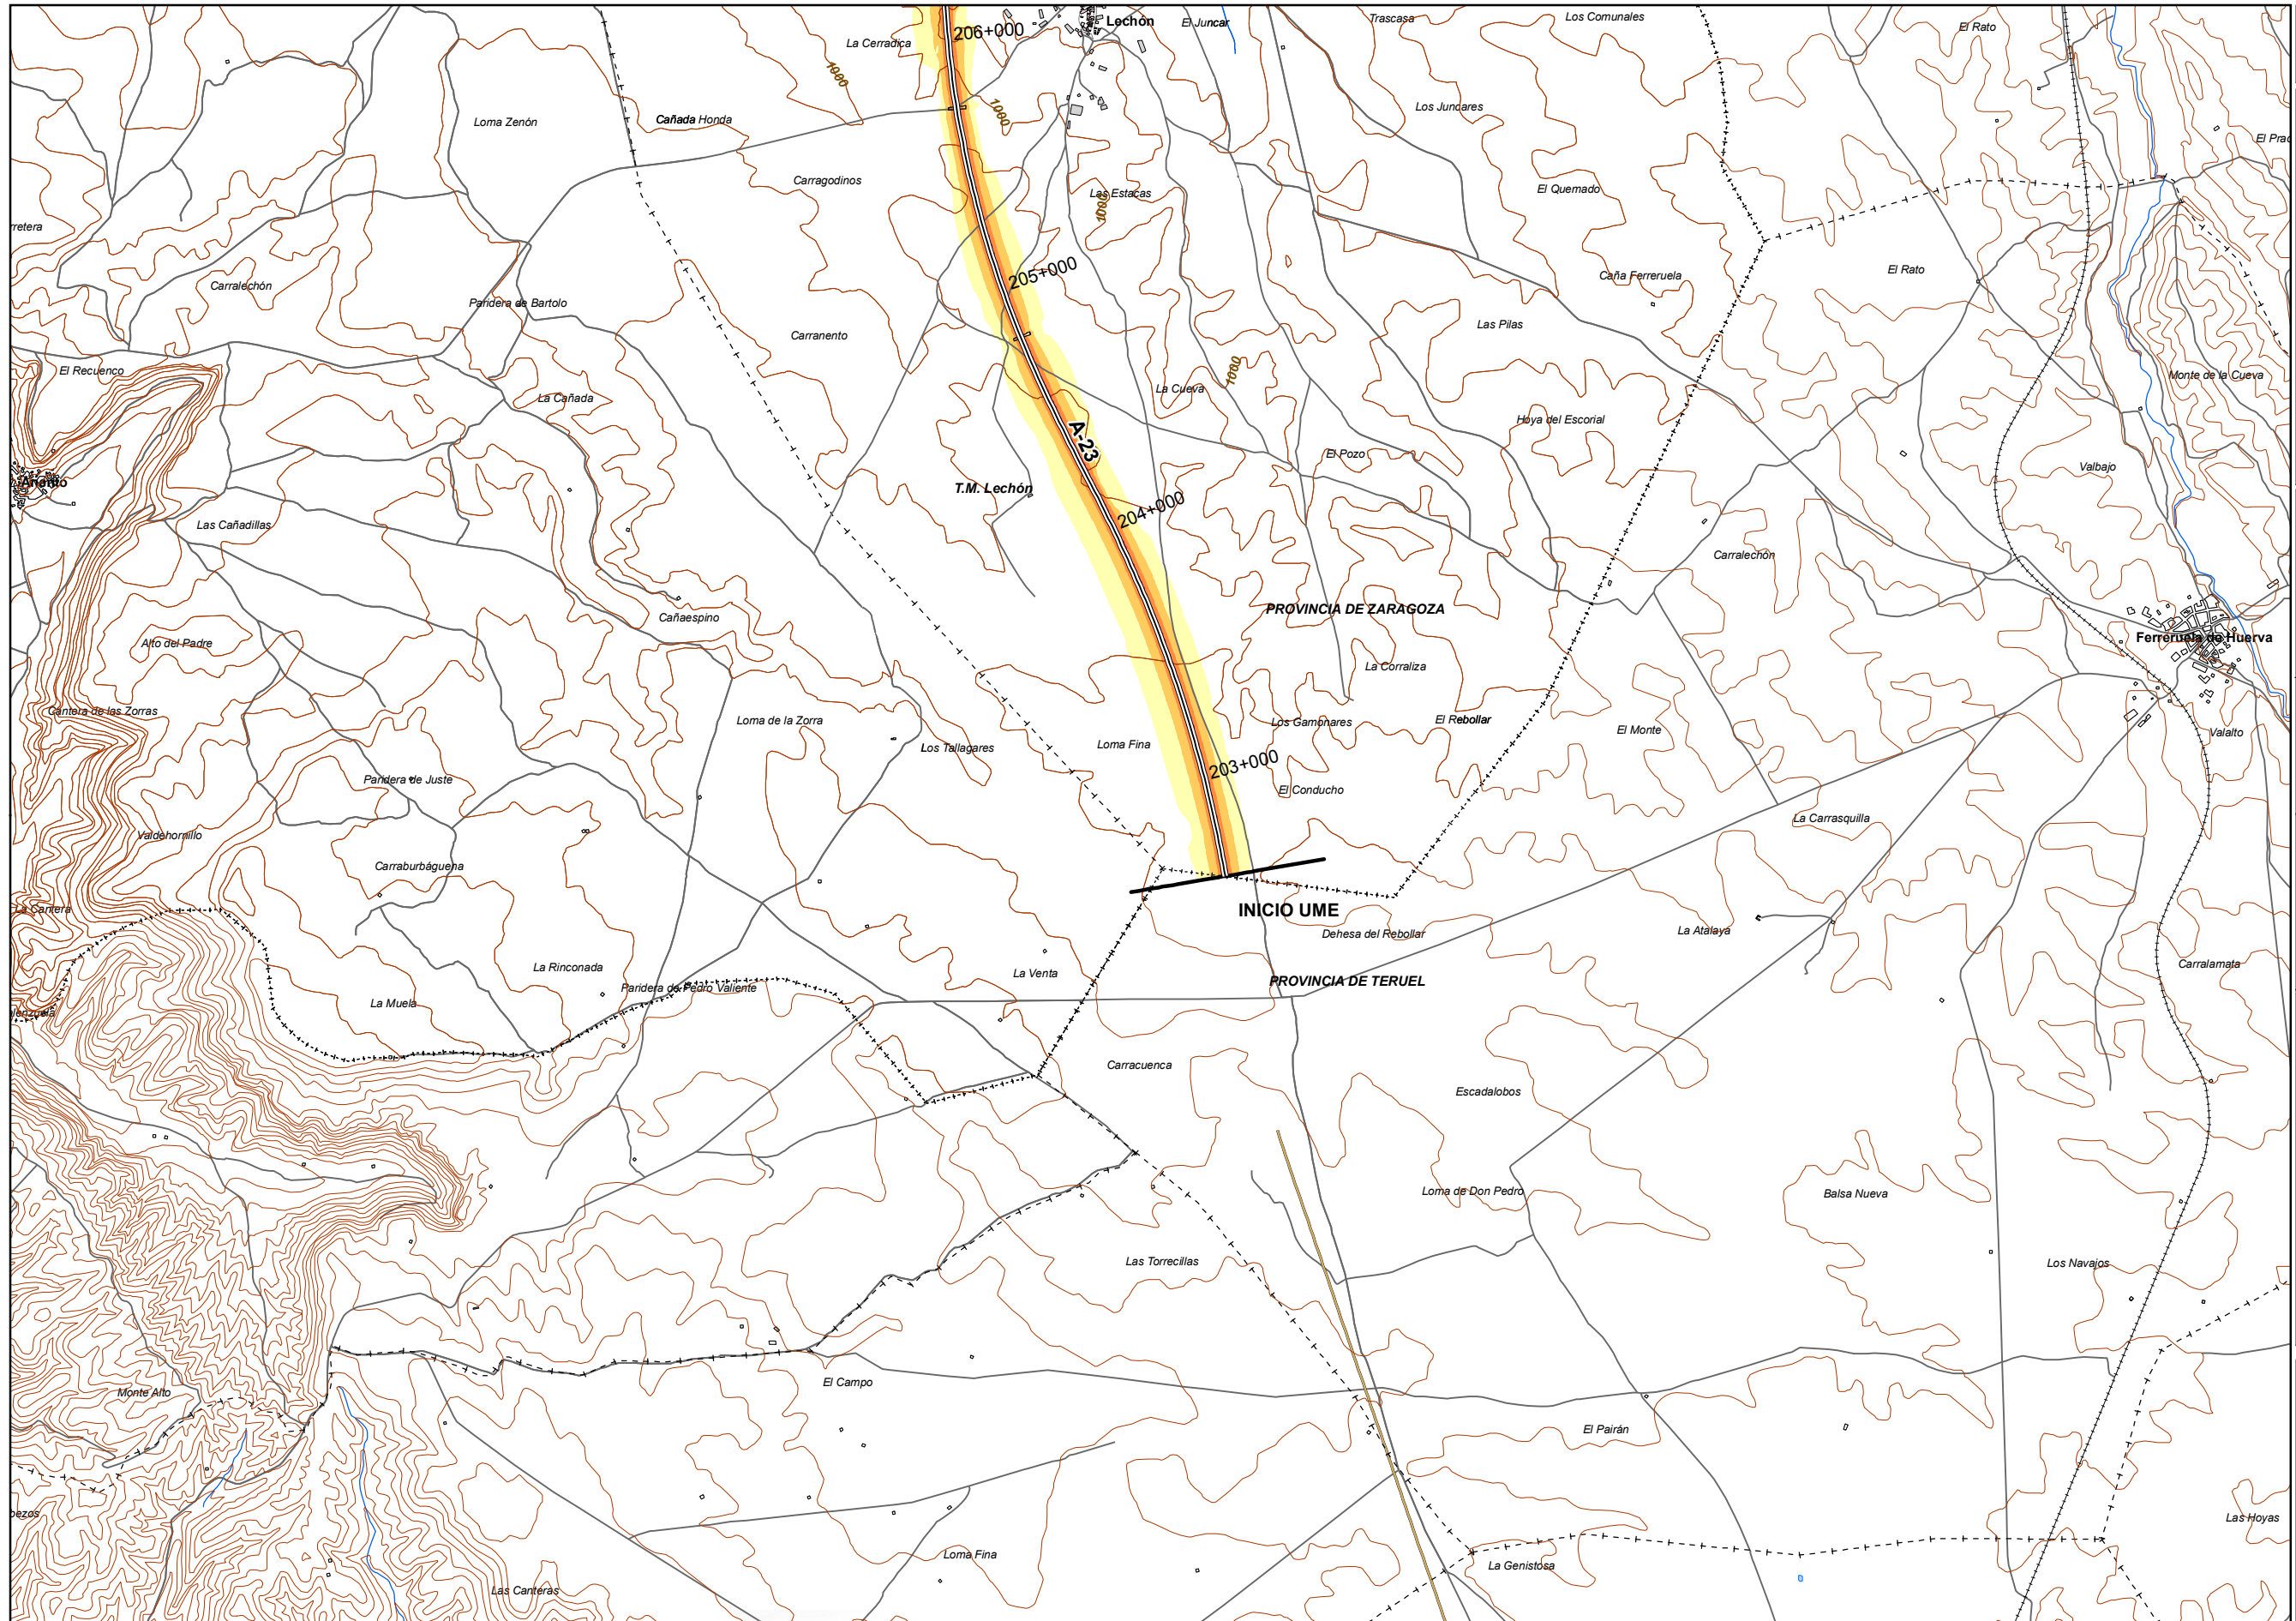 206+000
Lechón
El Juncar
Trascasa
Los Comunales
El Rato
La Cerradica
1000
1000
Los Juncares
Loma Zenón
Cañada Honda
El Prad
Carragodinos
Las Estacas
1000
El Quemado
rretera
205+000
Caña Ferreruela
El Rato
Carralechón
Paridera de Bartolo
Carranento
Las Pilas
El Recuenco
La Cañada
La Cueva
1000
Monte de la Cueva
A-23
Hoya del Escorial
El Pozo
Valbajo
Anento
T.M. Lechón
Las Cañadillas
204+000
Carralechón
PROVINCIA DE ZARAGOZA
Cañaespino
Alto del Padre
Ferreruela de Huerva
La Corraliza
Cantera de las Zorras
Loma de la Zorra
Los Gamonares
El Rebollar
El Monte
Valalto
Los Tallagares
Loma Fina
203+000
Paridera de Juste
El Conducho
Valdehornillo
La Carrasquilla
Carraburbáguena
La Cantera
INICIO UME
Dehesa del Rebollar
La Atalaya
La Rinconada
La Venta
Carralamata
Paridera de Pedro Valiente
PROVINCIA DE TERUEL
La Muela
lenzuela
Carracuenca
Escadalobos
Loma de Don Pedro
Balsa Nueva
Las Torrecillas
Los Navajos
Monte Alto
El Campo
El Pairán
bezos
Las Hoyas
Loma Fina
La Genistosa
Las Canteras